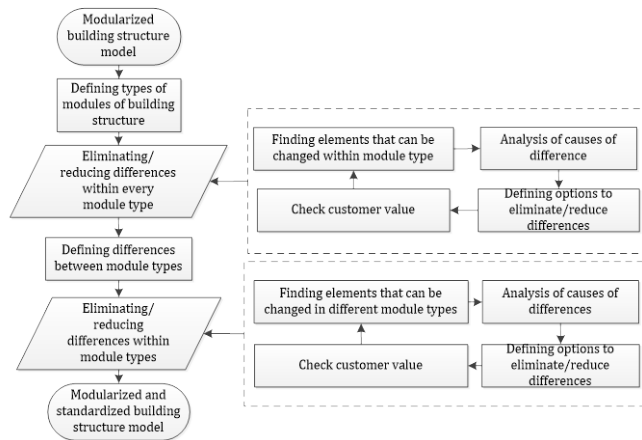 Modularized
building structure
model
Defining types of
modules of building
structure
Eliminating/
reducing differences
within every
module type
Defining differences
between module types
Eliminating/
reducing
differences within
module types
Modularized and
standardized building
structure model
Finding elements that can be
changed within module type
Analysis of causes of
difference
Check customer value
Defining options to
eliminate/reduce
differences
Finding elements that can be
changed in different module types
Analysis of causes of
differences
Check customer value
Defining options to
eliminate/reduce
differences